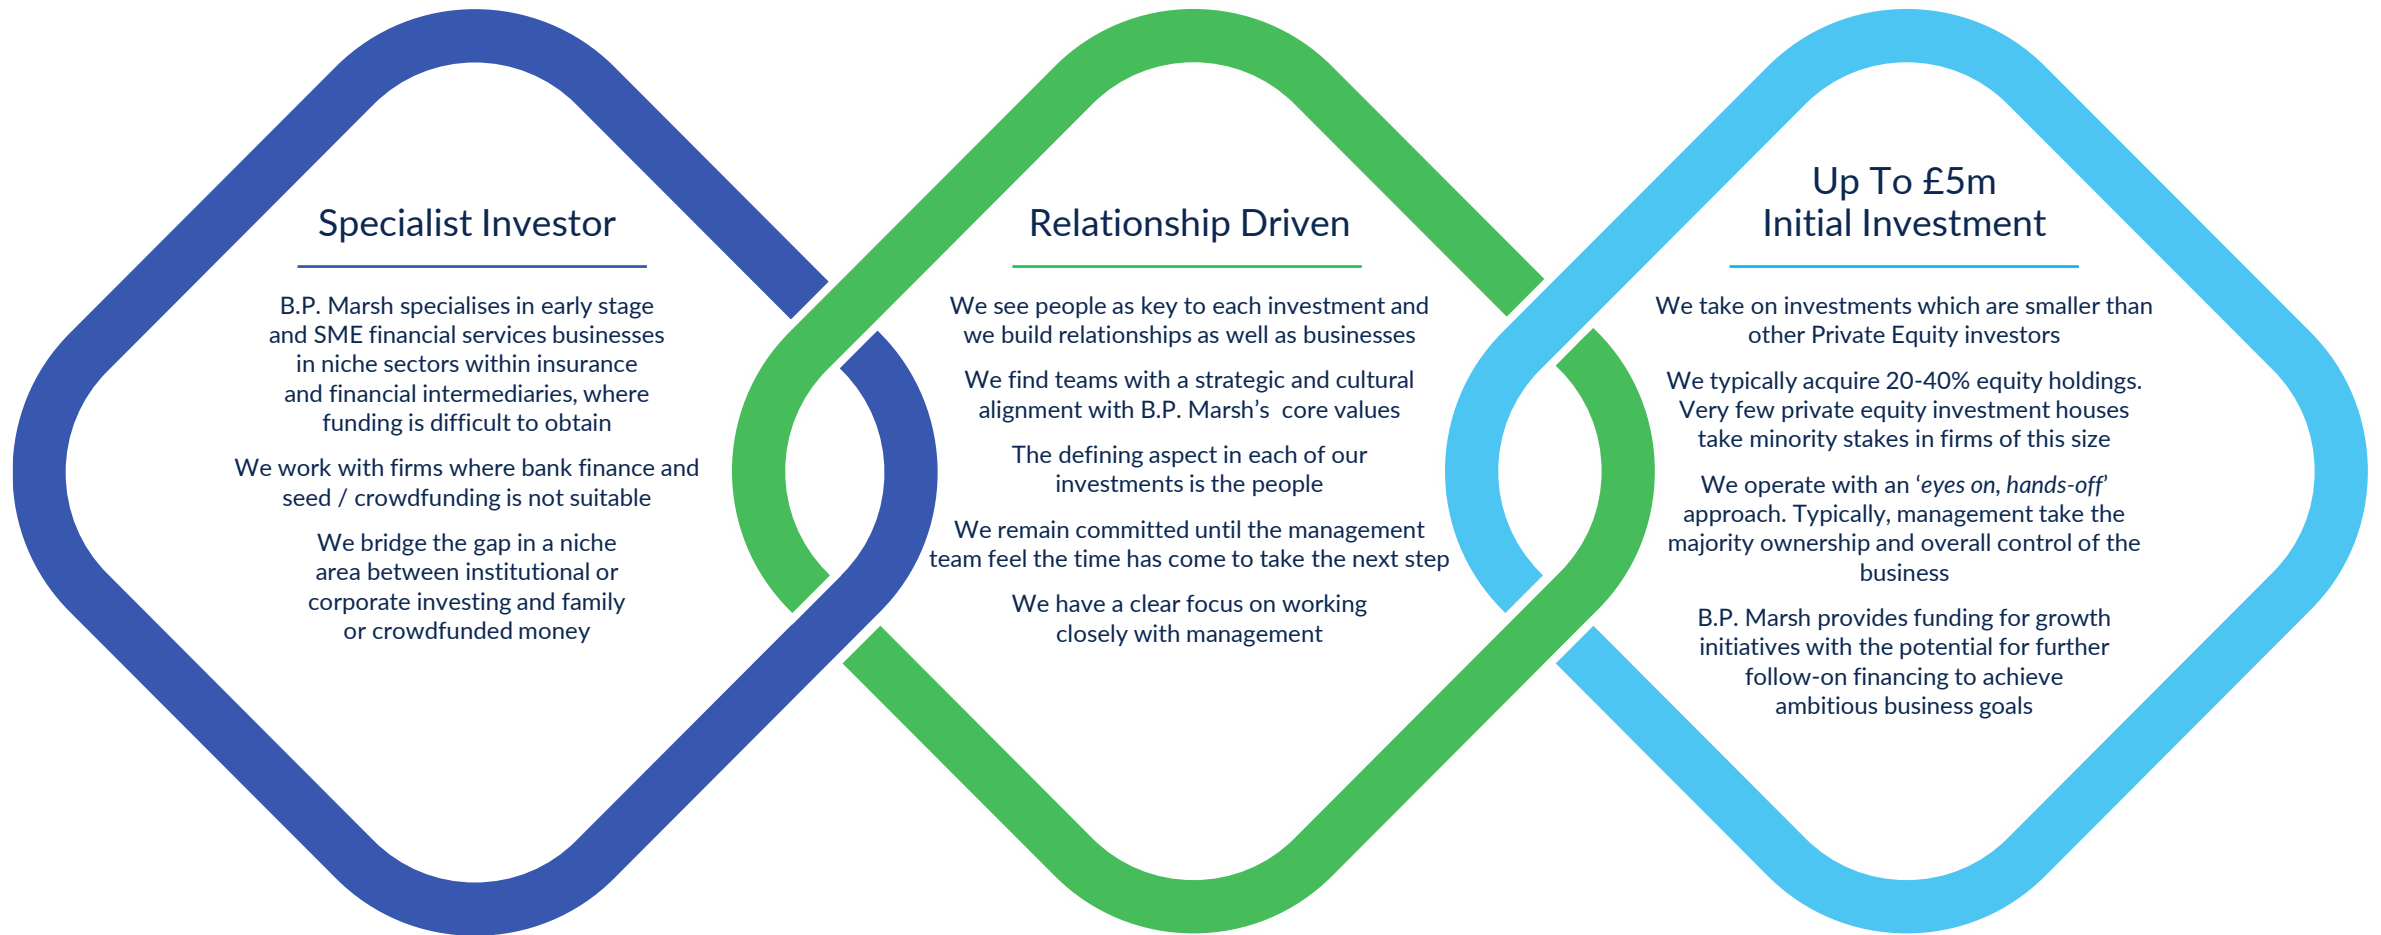 Specialist Investor
B.P. Marsh specialises in early stage
and SME financial services businesses
in niche sectors within insurance
and financial intermediaries, where
funding is difficult to obtain
We work with firms where bank finance and
seed / crowdfunding is not suitable
We bridge the gap in a niche
area between institutional or
corporate investing and family
or crowdfunded money
Relationship Driven
We see people as key to each investment and
we build relationships as well as businesses
We find teams with a strategic and cultural
alignment with B.P. Marsh’s  core values
The defining aspect in each of our
investments is the people
We remain committed until the management
team feel the time has come to take the next step
We have a clear focus on working
closely with management
Up To £5m
Initial Investment
We take on investments which are smaller than
other Private Equity investors
We typically acquire 20-40% equity holdings.
Very few private equity investment houses
take minority stakes in firms of this size
We operate with an ‘eyes on, hands-off’
approach. Typically, management take the
majority ownership and overall control of the
business
B.P. Marsh provides funding for growth
initiatives with the potential for further
follow-on financing to achieve
ambitious business goals